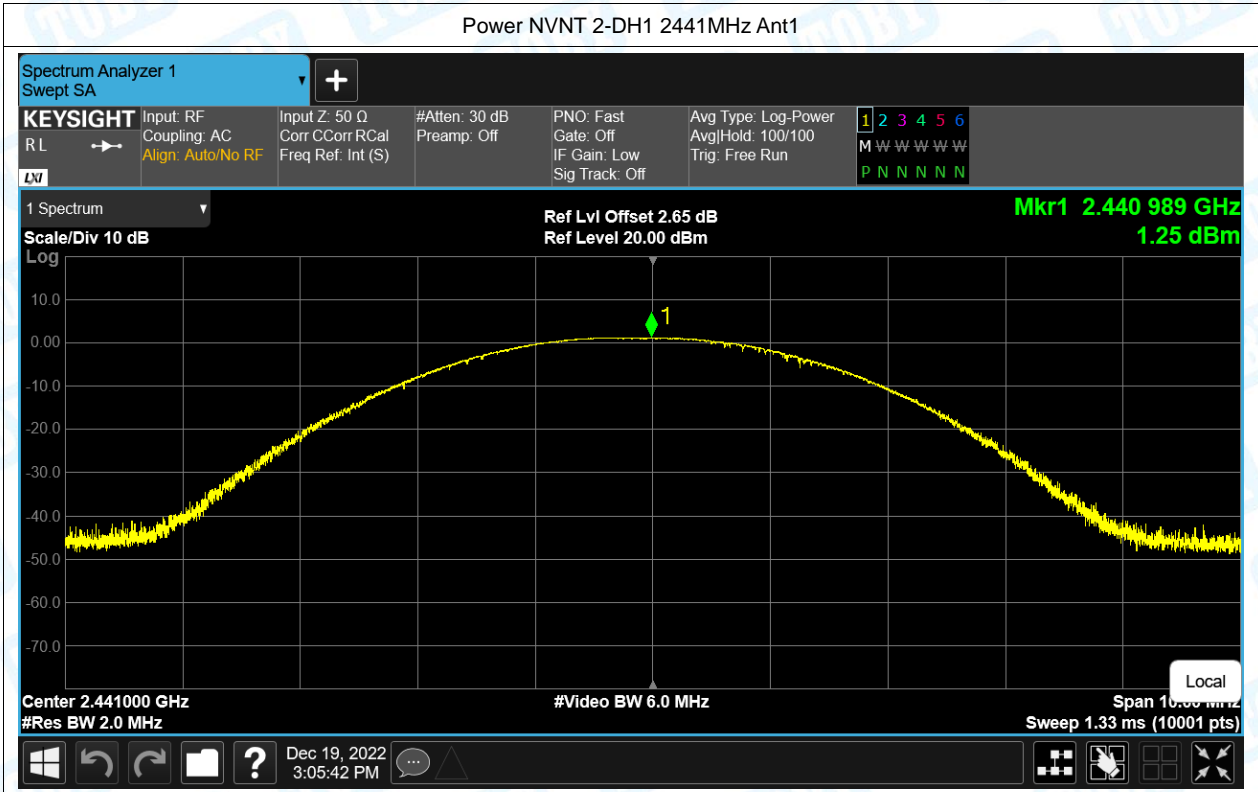 Power NVNT 2-DH1 2441MHz Ant1
Spectrum Analyzer 1
Swept SA
KEYSIGHT
R L
LXI
Input: RF
Coupling: AC
Align: Auto/No RF
Input Z: 50 Ω
Corr CCorr RCal
Freq Ref: Int (S)
#Atten: 30 dB
Preamp: Off
PNO: Fast
Gate: Off
IF Gain: Low
Sig Track: Off
Avg Type: Log-Power
Avg|Hold: 100/100
Trig: Free Run
1 2 3 4 5 6
M W W W W W
P N N N N N
1 Spectrum
Scale/Div 10 dB
Ref Lvl Offset 2.65 dB
Ref Level 20.00 dBm
Mkr1 2.440 989 GHz
1.25 dBm
Log
10.0
0.00
-10.0
-20.0
-30.0
-40.0
-50.0
-60.0
-70.0
1
Center 2.441000 GHz
#Res BW 2.0 MHz
#Video BW 6.0 MHz
Local
Span 10.00 MHz
Sweep 1.33 ms (10001 pts)
?
Dec 19, 2022
3:05:42 PM
TOBY